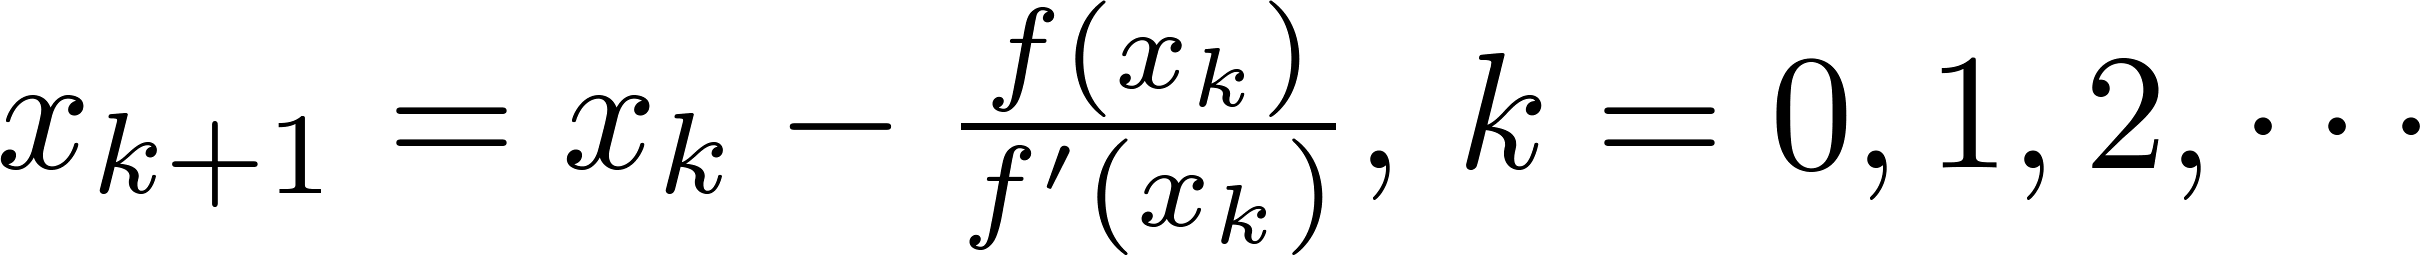 x_{k+1} = x_k - \frac{f(x_k)}{f'(x_k)}, k = 0, 1, 2, \cdots